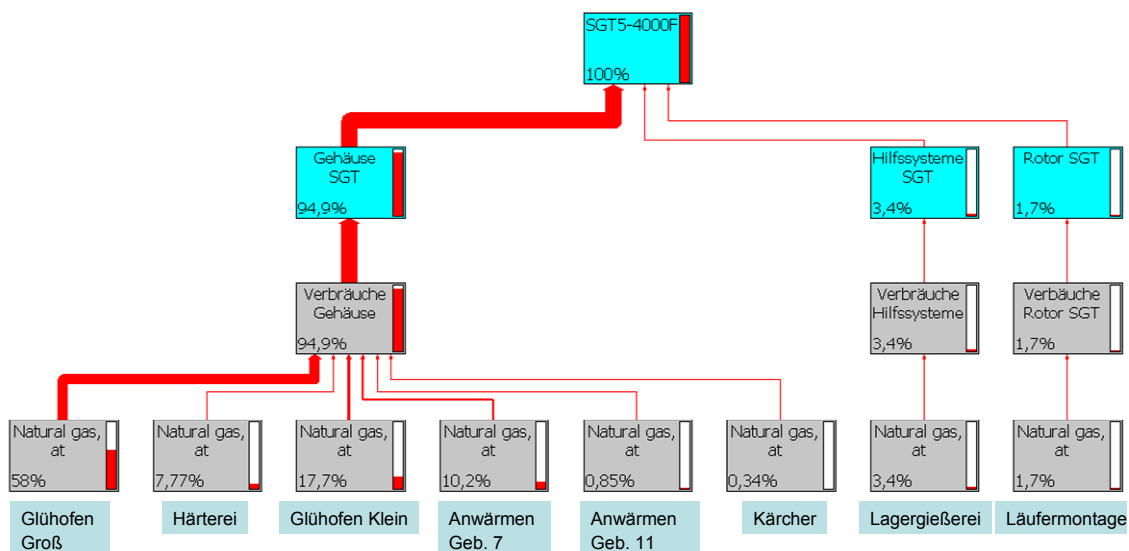 SGT5-4000F
100%
Gehäuse
SGT
94,9%
Hilfssysteme
SGT
3,4%
Rotor SGT
1,7%
Verbräuche
Gehäuse
94,9%
Verbräuche
Hilfssysteme
3,4%
Verbäuche
Rotor SGT
1,7%
Natural gas,
at
58%
Natural gas,
at
7,77%
Natural gas,
at
17,7%
Natural gas,
at
10,2%
Natural gas,
at
0,85%
Natural gas,
at
0,34%
Natural gas,
at
3,4%
Natural gas,
at
1,7%
Glühofen
Groß
Härterei
Glühofen Klein
Anwärmen
Geb. 7
Anwärmen
Geb. 11
Kärcher
Lagergießerei
Läufermontage